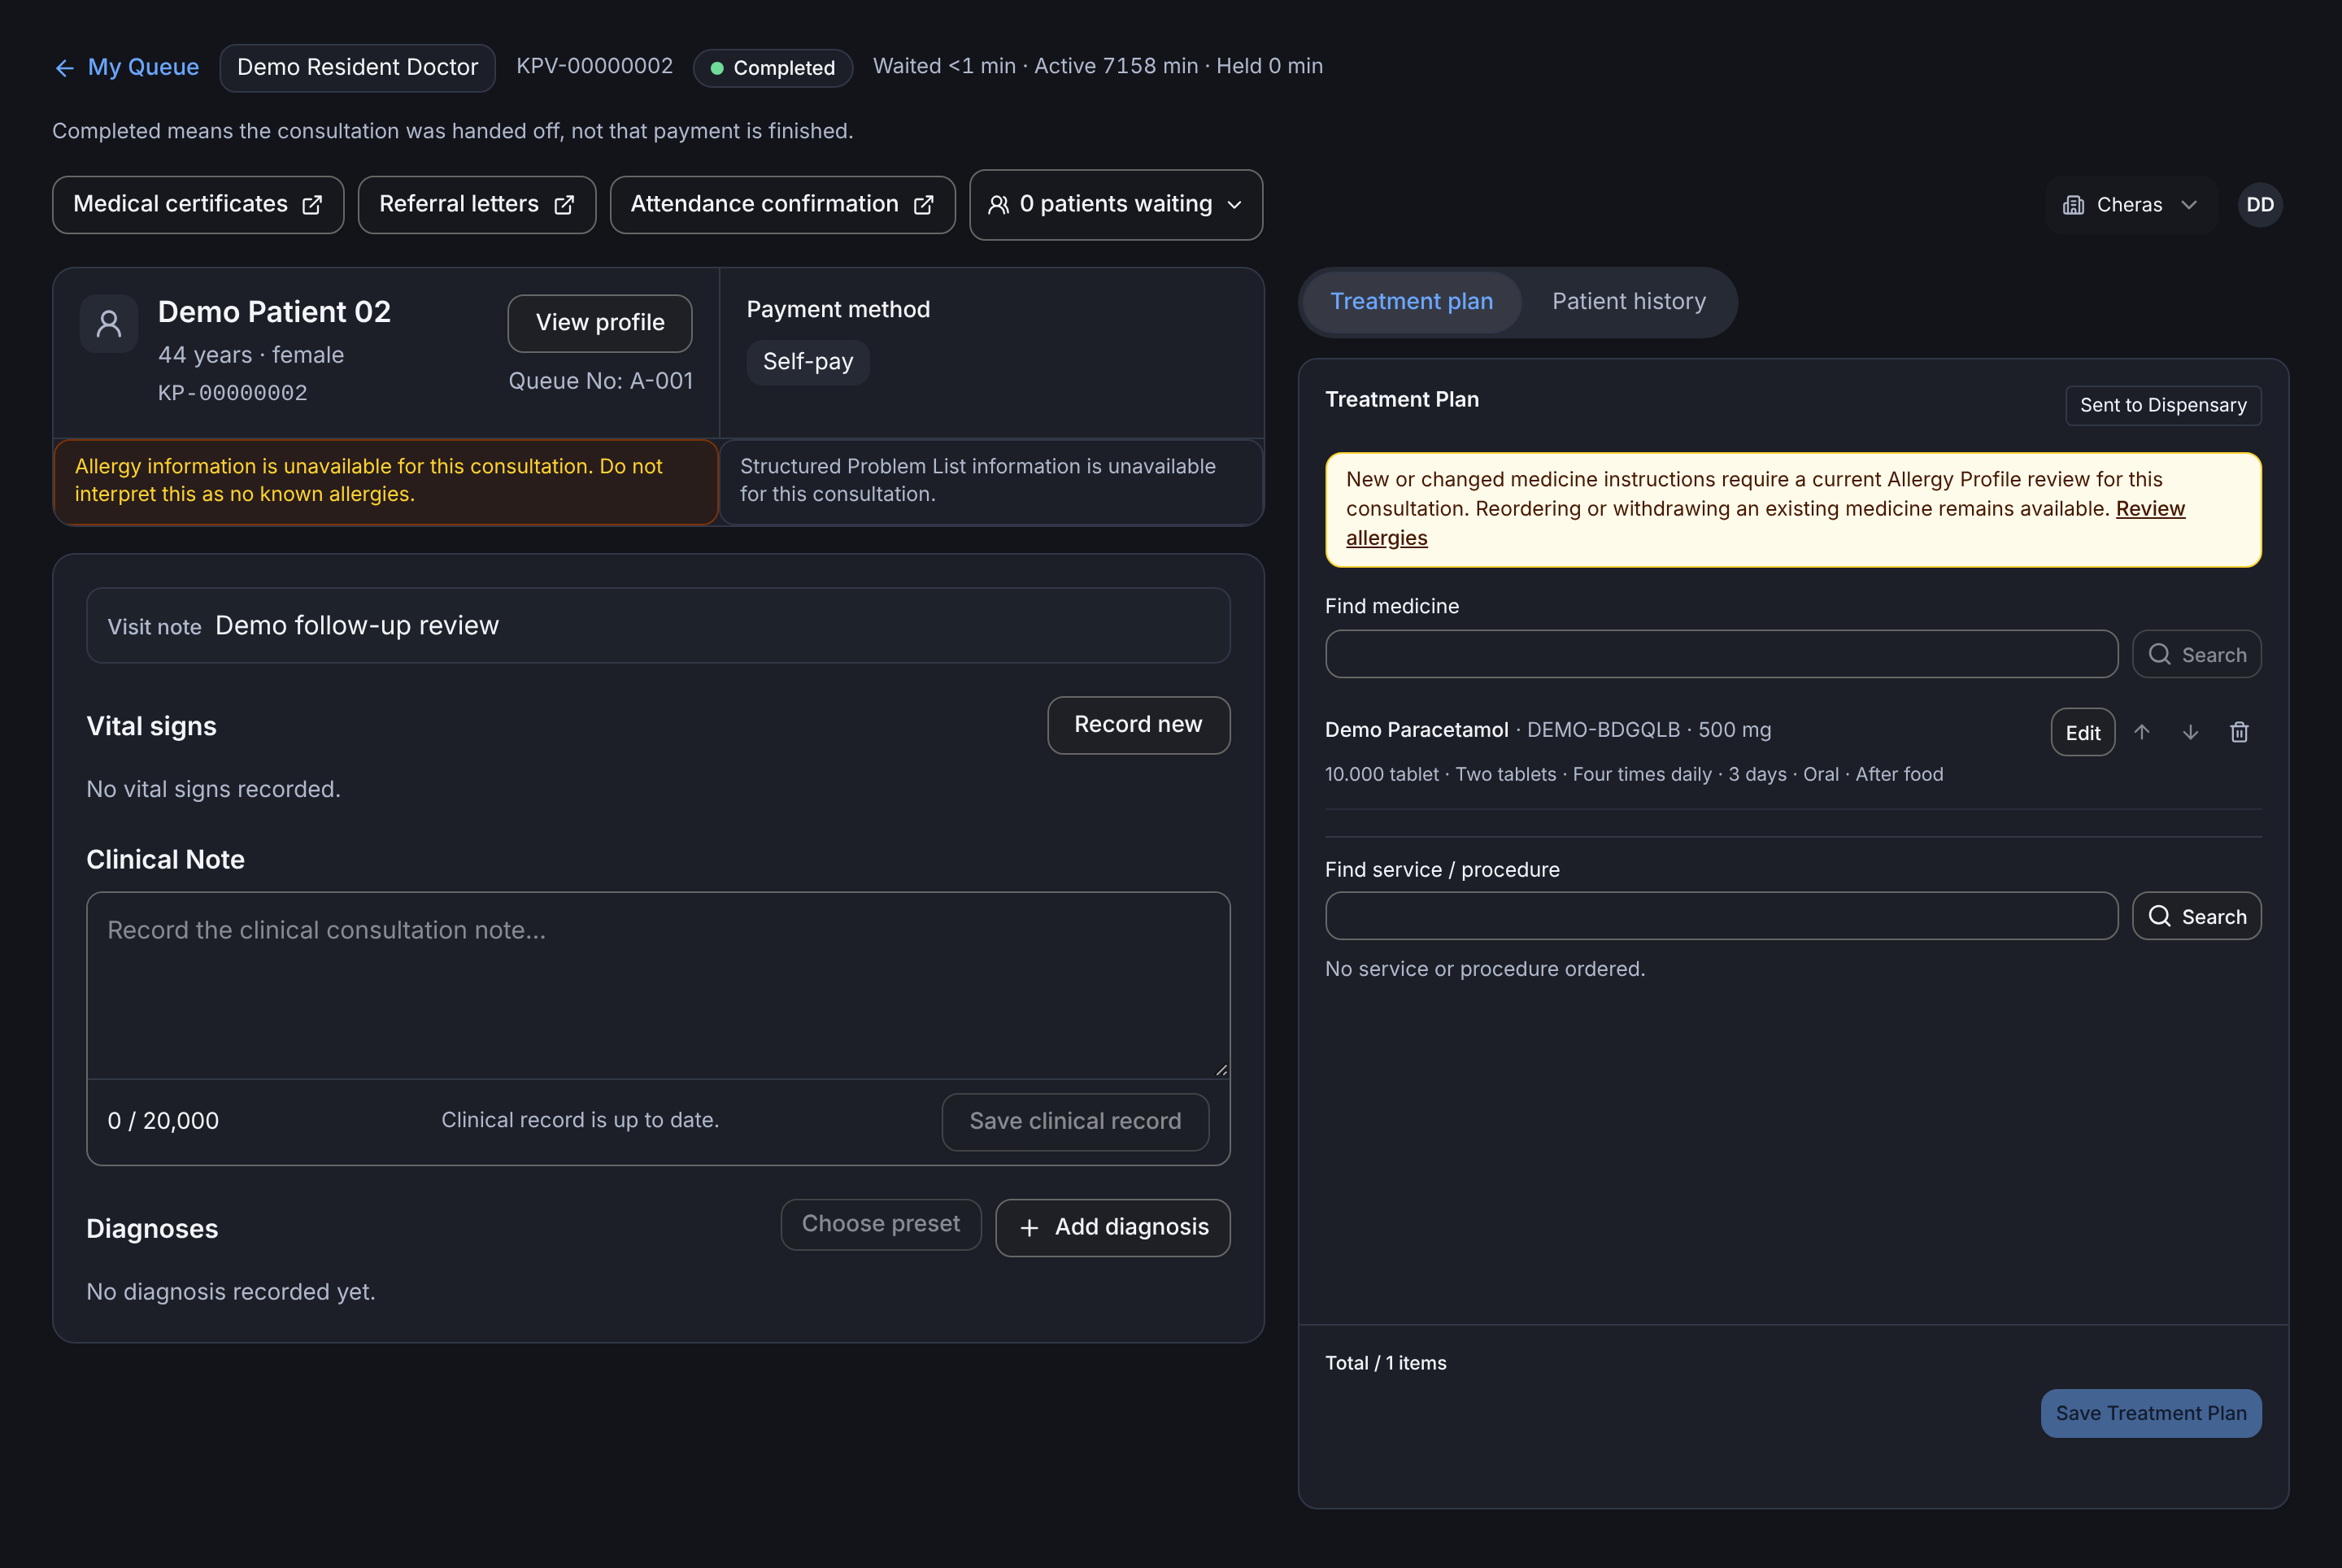 My Queue
Demo Resident Doctor
KPV-00000002
Completed
Waited <1 min · Active 7158 min · Held 0 min
Completed means the consultation was handed off, not that payment is finished.
Medical certificates
Referral letters
Attendance confirmation
0 patients waiting
Cheras
DD
Demo Patient 02
44 years · female
KP-00000002
View profile
Queue No: A-001
Payment method
Self-pay
Allergy information is unavailable for this consultation. Do not
interpret this as no known allergies.
Structured Problem List information is unavailable
for this consultation.
Visit note Demo follow-up review
Vital signs
Record new
No vital signs recorded.
Clinical Note
Record the clinical consultation note...
0 / 20,000
Clinical record is up to date.
Save clinical record
Diagnoses
Choose preset
Add diagnosis
No diagnosis recorded yet.
Treatment plan
Patient history
Treatment Plan
Sent to Dispensary
New or changed medicine instructions require a current Allergy Profile review for this
consultation. Reordering or withdrawing an existing medicine remains available. Review
allergies
Find medicine
Search
Demo Paracetamol · DEMO-BDGQLB · 500 mg
Edit
10.000 tablet · Two tablets · Four times daily · 3 days · Oral · After food
Find service / procedure
Search
No service or procedure ordered.
Total / 1 items
Save Treatment Plan